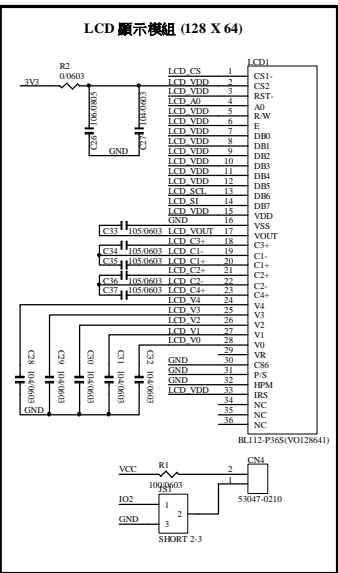 LCD 顯示模組 (128 X 64)
LCD1
R2
0/0603
3V3
C26
106/0805
C27
104/0603
GND
LCD_CS 1 CS1-
LCD_VDD 2 CS2
LCD_VDD 3 RST-
LCD_A0 4 A0
LCD_VDD 5 R/W
LCD_VDD 6 E
LCD_VDD 7 DB0
LCD_VDD 8 DB1
LCD_VDD 9 DB2
LCD_VDD 10 DB3
LCD_VDD 11 DB4
LCD_VDD 12 DB5
LCD_SCL 13 DB6
LCD_SI 14 DB7
LCD_VDD 15 VDD
GND 16 VSS
C33 105/0603 LCD_VOUT 17 VOUT
LCD_C3+ 18 C3+
C34 105/0603 LCD_C1- 19 C1-
C35 105/0603 LCD_C1+ 20 C1+
LCD_C2+ 21 C2+
C36 105/0603 LCD_C2- 22 C2-
C37 105/0603 LCD_C4+ 23 C4+
LCD_V4 24 V4
LCD_V3 25 V3
LCD_V2 26 V2
LCD_V1 27 V1
LCD_V0 28 V0
29 VR
GND 30 C86
GND 31 P/S
GND 32 HPM
LCD_VDD 33 IRS
34 NC
35 NC
36 NC
C28 104/0603
C29 104/0603
C30 104/0603
C31 104/0603
C32 104/0603
GND
BL112-P36S(VO128641)
VCC
R1
100/0603
CN4
2
1
53047-0210
JS1
IO2
1
2
GND
3
SHORT 2-3